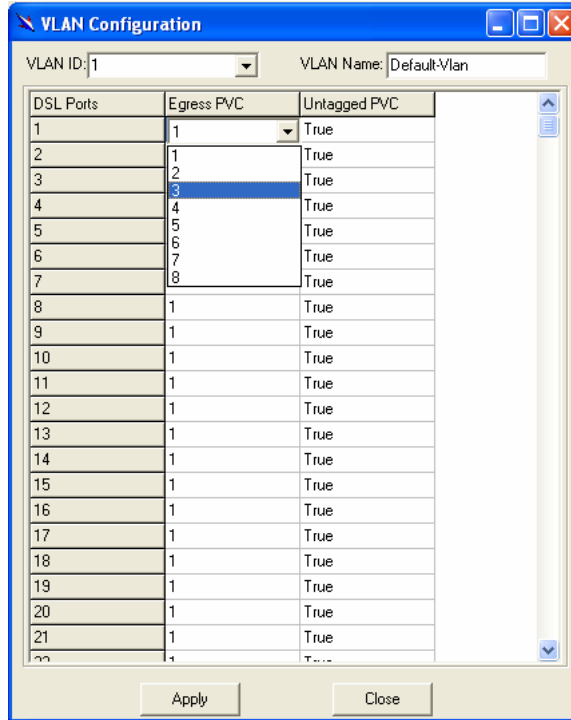 VLAN Configuration
VLAN ID: 1 VLAN Name: Default-Vlan
DSL Ports Egress PVC Untagged PVC
1 1 True
2 1 True
3 2 True
3
4 4 True
5 5 True
6 6 True
7 7 True
8
8 1 True
9 1 True
10 1 True
11 1 True
12 1 True
13 1 True
14 1 True
15 1 True
16 1 True
17 1 True
18 1 True
19 1 True
20 1 True
21 1 True
Apply Close